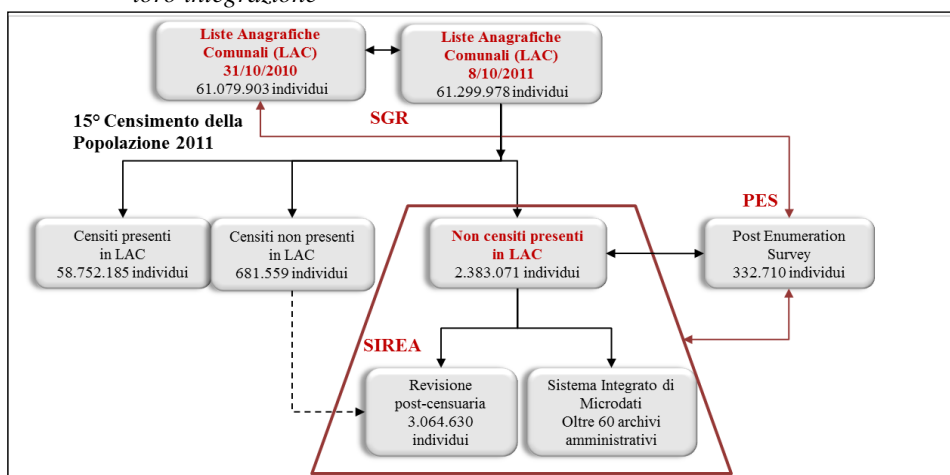 loro integrazione
Liste Anagrafiche
Comunali (LAC)
31/10/2010
61.079.903 individui
Liste Anagrafiche
Comunali (LAC)
8/10/2011
61.299.978 individui
SGR
15° Censimento della
Popolazione 2011
PES
Censiti presenti
in LAC
58.752.185 individui
Censiti non presenti
in LAC
681.559 individui
Non censiti presenti
in LAC
2.383.071 individui
Post Enumeration
Survey
332.710 individui
SIREA
Revisione
post-censuaria
3.064.630
individui
Sistema Integrato di
Microdati
Oltre 60 archivi
amministrativi